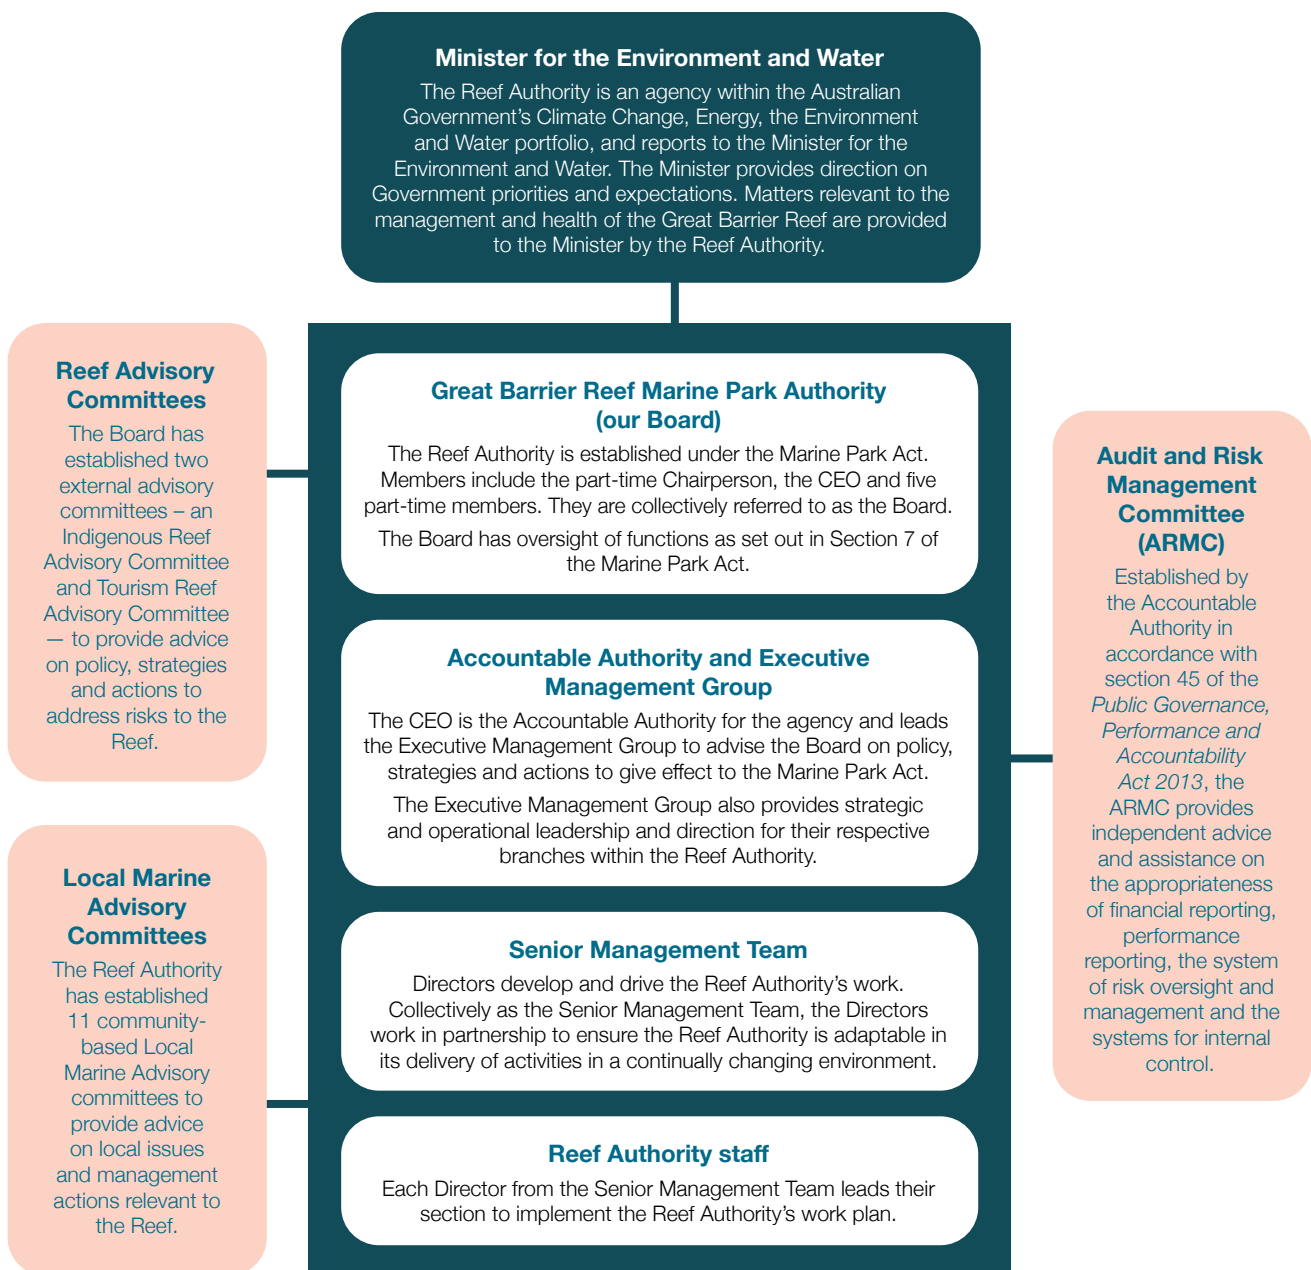 Minister for the Environment and Water
The Reef Authority is an agency within the Australian
Government's Climate Change, Energy, the Environment
and Water portfolio, and reports to the Minister for the
Environment and Water. The Minister provides direction on
Government priorities and expectations. Matters relevant to the
management and health of the Great Barrier Reef are provided
to the Minister by the Reef Authority.
Reef Advisory
Committees
The Board has
established two
external advisory
committees – an
Indigenous Reef
Advisory Committee
and Tourism Reef
Advisory Committee
— to provide advice
on policy, strategies
and actions to
address risks to the
Reef.
Local Marine
Advisory
Committees
The Reef Authority
has established
11 community-
based Local
Marine Advisory
committees to
provide advice
on local issues
and management
actions relevant to
the Reef.
Great Barrier Reef Marine Park Authority
(our Board)
The Reef Authority is established under the Marine Park Act.
Members include the part-time Chairperson, the CEO and five
part-time members. They are collectively referred to as the Board.
The Board has oversight of functions as set out in Section 7 of
the Marine Park Act.
Accountable Authority and Executive
Management Group
The CEO is the Accountable Authority for the agency and leads
the Executive Management Group to advise the Board on policy,
strategies and actions to give effect to the Marine Park Act.
The Executive Management Group also provides strategic
and operational leadership and direction for their respective
branches within the Reef Authority.
Senior Management Team
Directors develop and drive the Reef Authority's work.
Collectively as the Senior Management Team, the Directors
work in partnership to ensure the Reef Authority is adaptable in
its delivery of activities in a continually changing environment.
Reef Authority staff
Each Director from the Senior Management Team leads their
section to implement the Reef Authority's work plan.
Audit and Risk
Management
Committee
(ARMC)
Established by
the Accountable
Authority in
accordance with
section 45 of the
Public Governance,
Performance and
Accountability
Act 2013, the
ARMC provides
independent advice
and assistance on
the appropriateness
of financial reporting,
performance
reporting, the system
of risk oversight and
management and the
systems for internal
control.